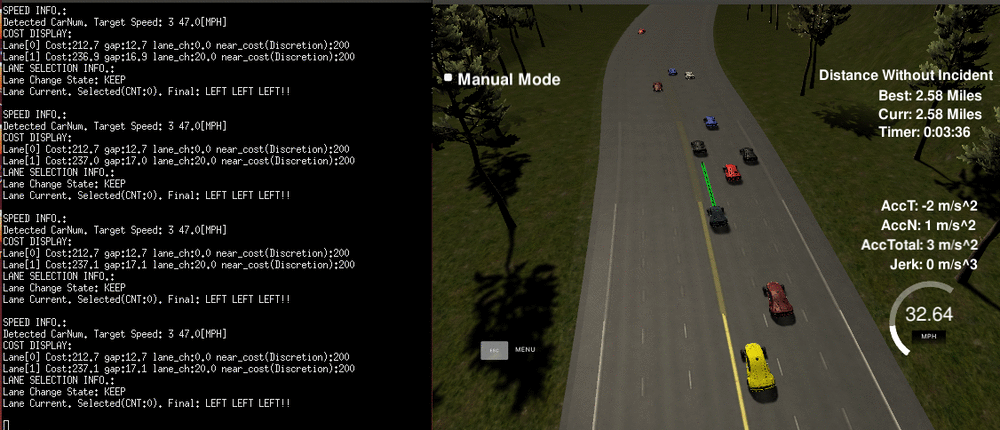 SPEED INFO.:
Detected CarNum. Target Speed: 3 47.0[MPH]
COST DISPLAY:
Lane[0] Cost:212.7 gap:12.7 lane_ch:0.0 near_cost(Discretion):200
Lane[1] Cost:236.9 gap:16.9 lane_ch:20.0 near_cost(Discretion):200
LANE SELECTION INFO.:
Lane Change State: KEEP
Lane Current. Selected(CNT:0). Final: LEFT LEFT LEFT!!
SPEED INFO.:
Detected CarNum. Target Speed: 3 47.0[MPH]
COST DISPLAY:
Lane[0] Cost:212.7 gap:12.7 lane_ch:0.0 near_cost(Discretion):200
Lane[1] Cost:237.0 gap:17.0 lane_ch:20.0 near_cost(Discretion):200
LANE SELECTION INFO.:
Lane Change State: KEEP
Lane Current. Selected(CNT:0). Final: LEFT LEFT LEFT!!
SPEED INFO.:
Detected CarNum. Target Speed: 3 47.0[MPH]
COST DISPLAY:
Lane[0] Cost:212.7 gap:12.7 lane_ch:0.0 near_cost(Discretion):200
Lane[1] Cost:237.1 gap:17.1 lane_ch:20.0 near_cost(Discretion):200
LANE SELECTION INFO.:
Lane Change State: KEEP
Lane Current. Selected(CNT:0). Final: LEFT LEFT LEFT!!
SPEED INFO.:
Detected CarNum. Target Speed: 3 47.0[MPH]
COST DISPLAY:
Lane[0] Cost:212.7 gap:12.7 lane_ch:0.0 near_cost(Discretion):200
Lane[1] Cost:237.1 gap:17.1 lane_ch:20.0 near_cost(Discretion):200
LANE SELECTION INFO.:
Lane Change State: KEEP
Lane Current. Selected(CNT:0). Final: LEFT LEFT LEFT!!
Manual Mode
Distance Without Incident
Best: 2.58 Miles
Curr: 2.58 Miles
Timer: 0:03:36
AccT: -2 m/s^2
AccN: 1 m/s^2
AccTotal: 3 m/s^2
Jerk: 0 m/s^3
32.64
MPH
ESC MENU